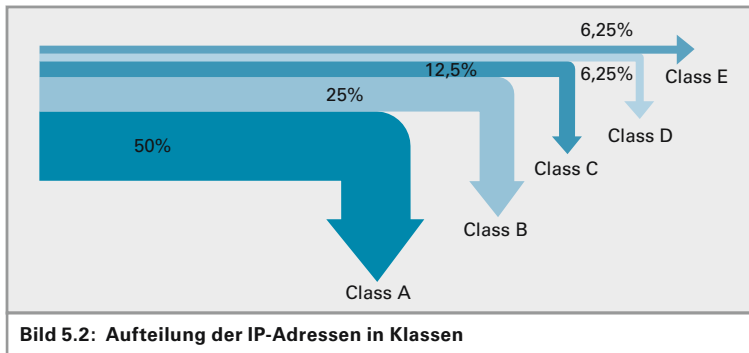 6,25%
12,5%
6,25%
Class E
25%
Class D
50%
Class C
Class B
Class A
Bild 5.2: Aufteilung der IP-Adressen in Klassen